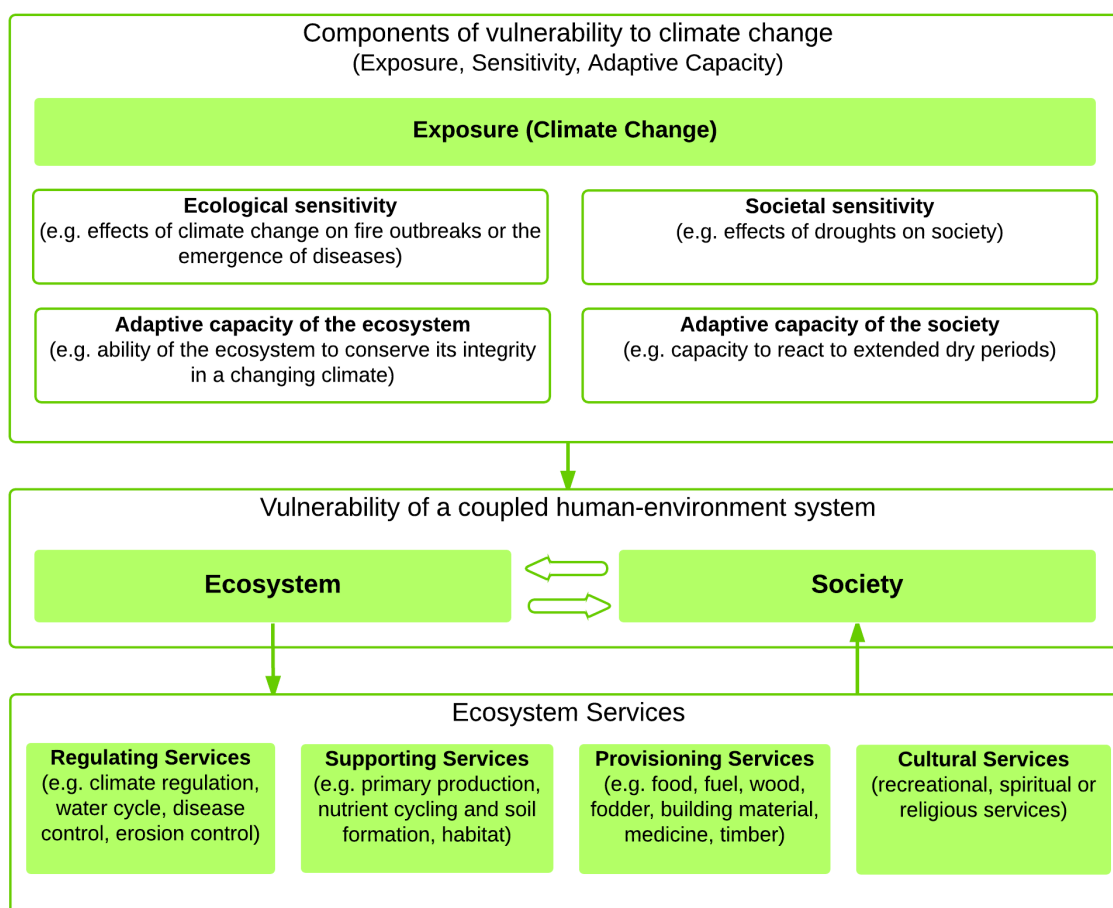 Components of vulnerability to climate change
(Exposure, Sensitivity, Adaptive Capacity)
Exposure (Climate Change)
Ecological sensitivity
(e.g. effects of climate change on fire outbreaks or the
emergence of diseases)
Societal sensitivity
(e.g. effects of droughts on society)
Adaptive capacity of the ecosystem
(e.g. ability of the ecosystem to conserve its integrity
in a changing climate)
Adaptive capacity of the society
(e.g. capacity to react to extended dry periods)
Vulnerability of a coupled human-environment system
Ecosystem
Society
Ecosystem Services
Regulating Services
(e.g. climate regulation,
water cycle, disease
control, erosion control)
Supporting Services
(e.g. primary production,
nutrient cycling and soil
formation, habitat)
Provisioning Services
(e.g. food, fuel, wood,
fodder, building material,
medicine, timber)
Cultural Services
(recreational, spiritual or
religious services)